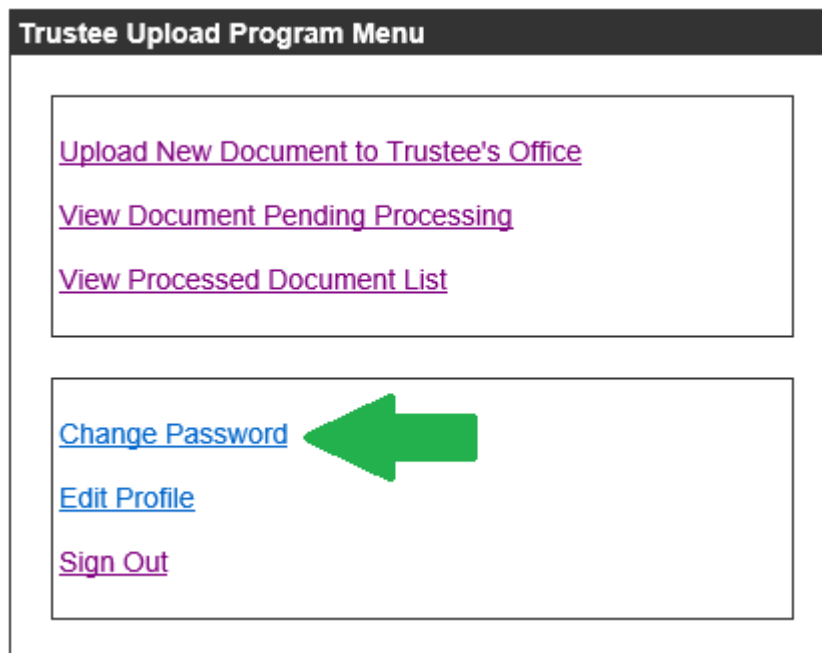 Trustee Upload Program Menu
Upload New Document to Trustee's Office
View Document Pending Processing
View Processed Document List
Change Password
Edit Profile
Sign Out